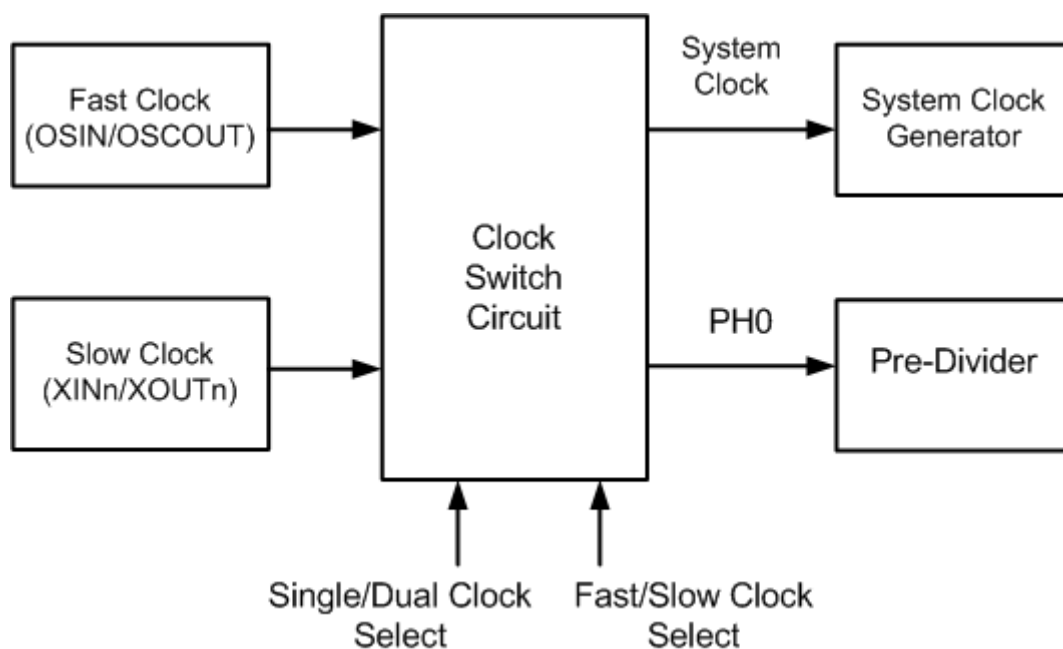 Fast Clock
(OSIN/OSCOUT)
Slow Clock
(XINn/XOUTn)
Clock
Switch
Circuit
System
Clock
System Clock
Generator
PH0
Pre-Divider
Single/Dual Clock
Select
Fast/Slow Clock
Select